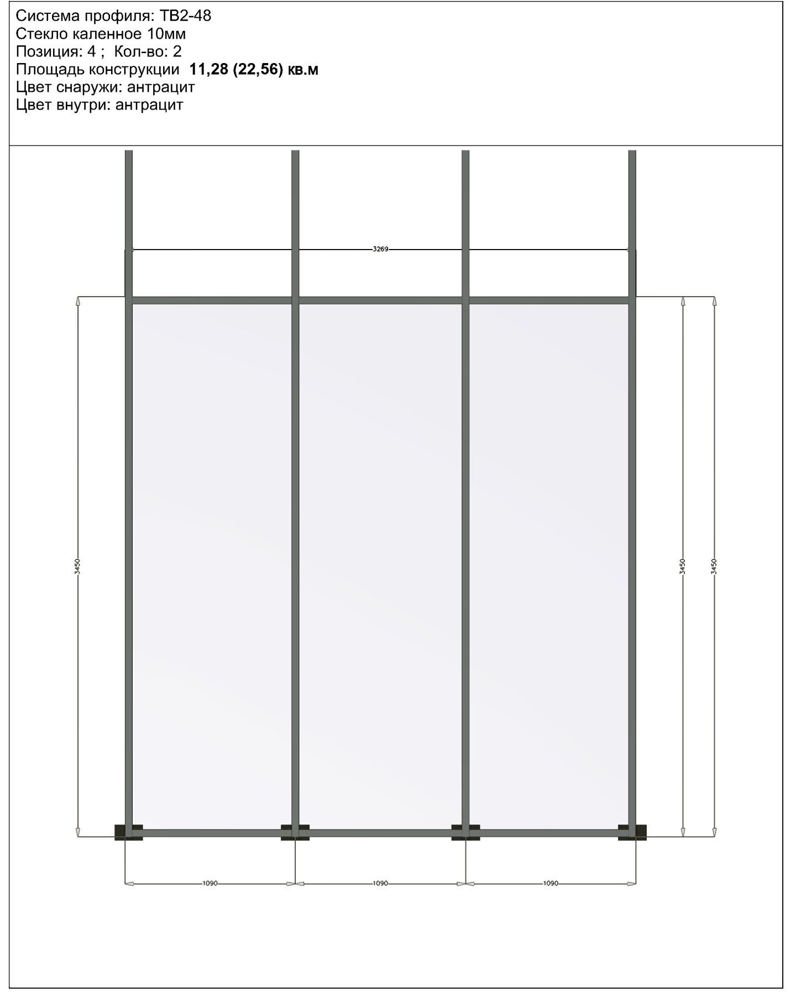 Система профиля: ТВ2-48
Стекло каленное 10мм
Позиция: 4 ; Кол-во: 2
Площадь конструкции 11,28 (22,56) кв.м
Цвет снаружи: антрацит
Цвет внутри: антрацит
3269
3450
3450
3450
1090
1090
1090